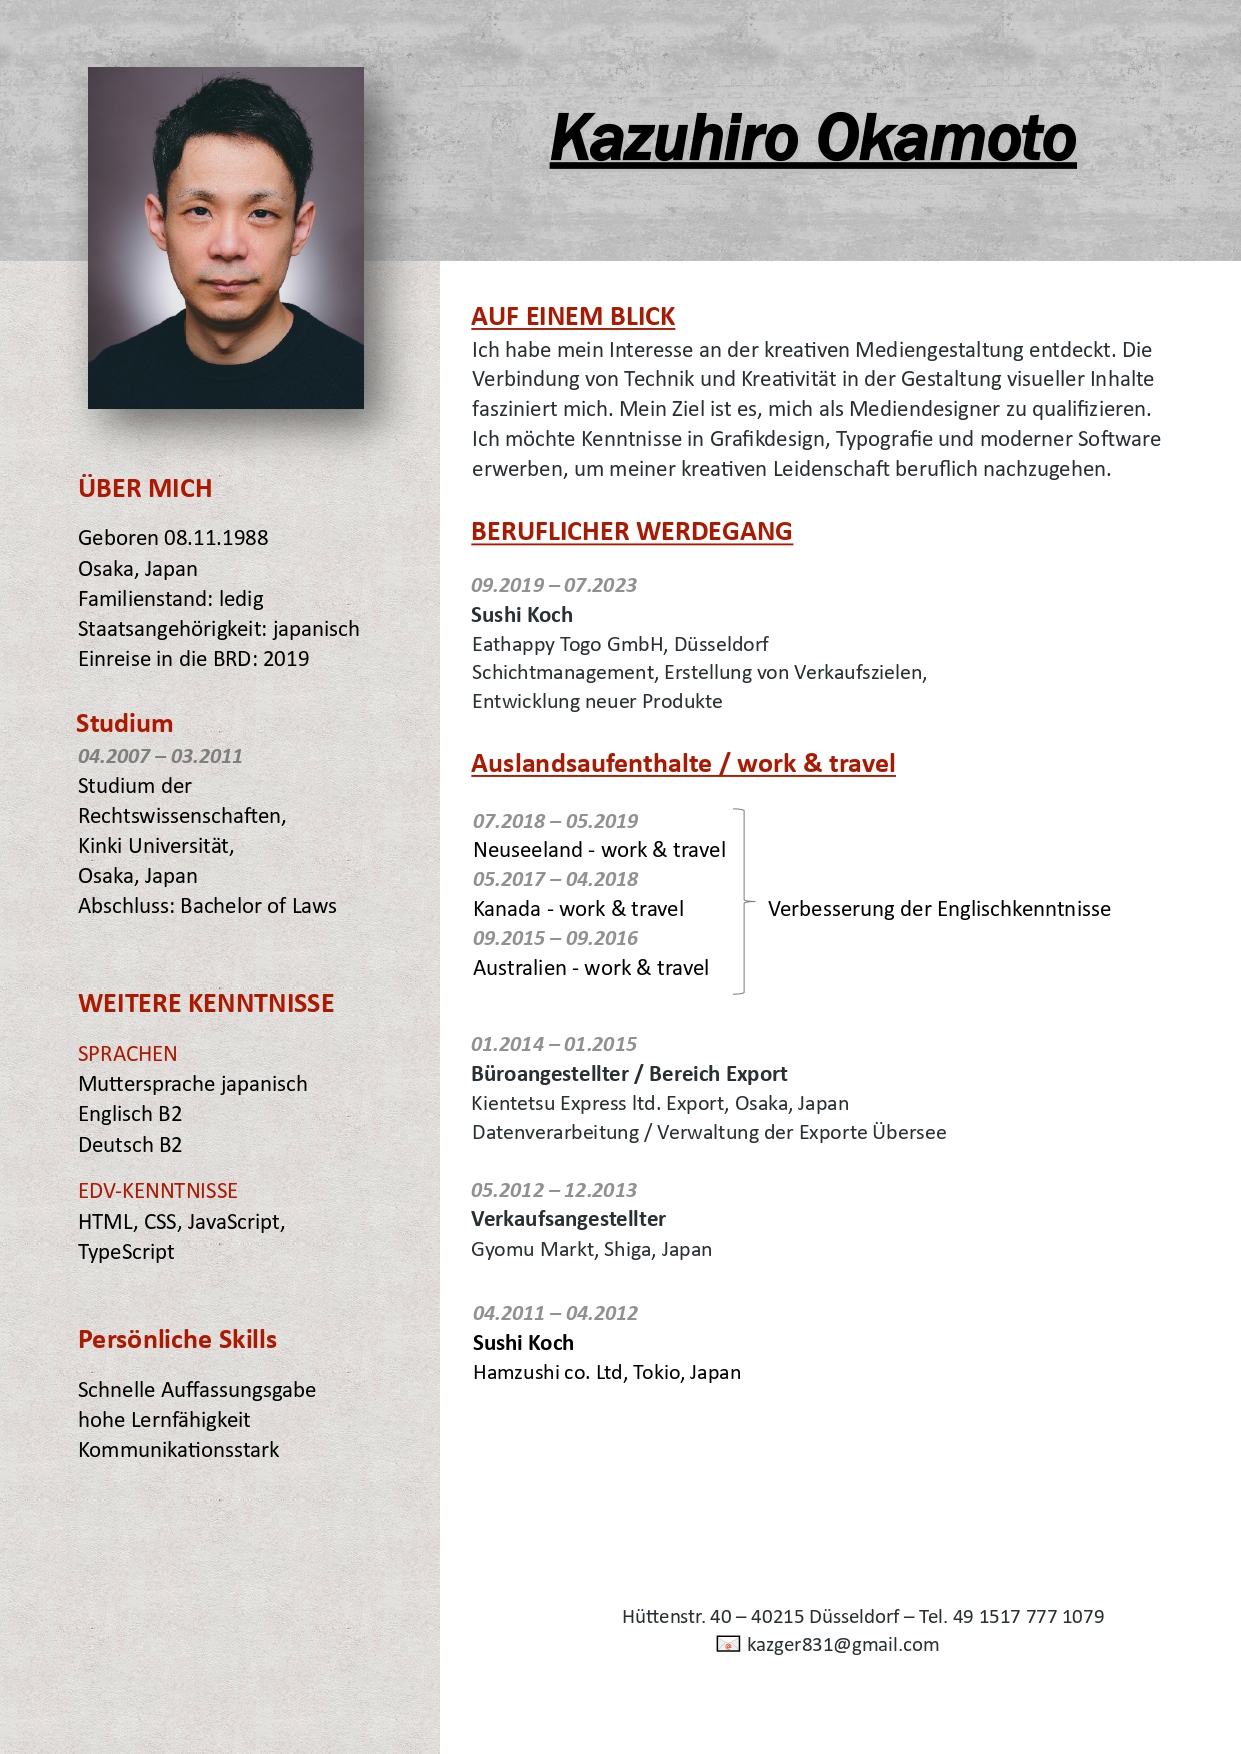 Kazuhiro Okamoto
ÜBER MICH
Geboren 08.11.1988
Osaka, Japan
Familienstand: ledig
Staatsangehörigkeit: japanisch
Einreise in die BRD: 2019
Studium
04.2007 – 03.2011
Studium der
Rechtswissenschaften,
Kinki Universität,
Osaka, Japan
Abschluss: Bachelor of Laws
WEITERE KENNTNISSE
SPRACHEN
Muttersprache japanisch
Englisch B2
Deutsch B2
EDV-KENNTNISSE
HTML, CSS, JavaScript,
TypeScript
Persönliche Skills
Schnelle Auffassungsgabe
hohe Lernfähigkeit
Kommunikationsstark
AUF EINEM BLICK
Ich habe mein Interesse an der kreativen Mediengestaltung entdeckt. Die
Verbindung von Technik und Kreativität in der Gestaltung visueller Inhalte
fasziniert mich. Mein Ziel ist es, mich als Mediendesigner zu qualifizieren.
Ich möchte Kenntnisse in Grafikdesign, Typografie und moderner Software
erwerben, um meiner kreativen Leidenschaft beruflich nachzugehen.
BERUFLICHER WERDEGANG
09.2019 – 07.2023
Sushi Koch
Eathappy Togo GmbH, Düsseldorf
Schichtmanagement, Erstellung von Verkaufszielen,
Entwicklung neuer Produkte
Auslandsaufenthalte / work & travel
07.2018 – 05.2019
Neuseeland - work & travel
05.2017 – 04.2018
Kanada - work & travel
09.2015 – 09.2016
Australien - work & travel
Verbesserung der Englischkenntnisse
01.2014 – 01.2015
Büroangestellter / Bereich Export
Kientetsu Express ltd. Export, Osaka, Japan
Datenverarbeitung / Verwaltung der Exporte Übersee
05.2012 – 12.2013
Verkaufsangestellter
Gyomu Markt, Shiga, Japan
04.2011 – 04.2012
Sushi Koch
Hamzushi co. Ltd, Tokio, Japan
Hüttenstr. 40 – 40215 Düsseldorf – Tel. 49 1517 777 1079
kazger831@gmail.com